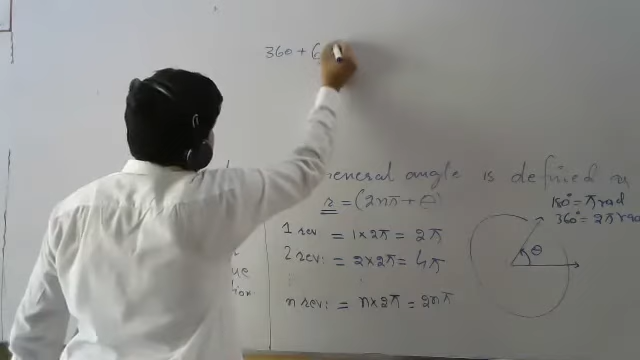 360 + 6
General angle is defined as
x = (2nπ + θ)
180° = π rad
360° = 2π rad
1 rev = 1×2π = 2π
2 rev: = 2×2π = 4π
θ
n rev: = n×2π = 2nπ